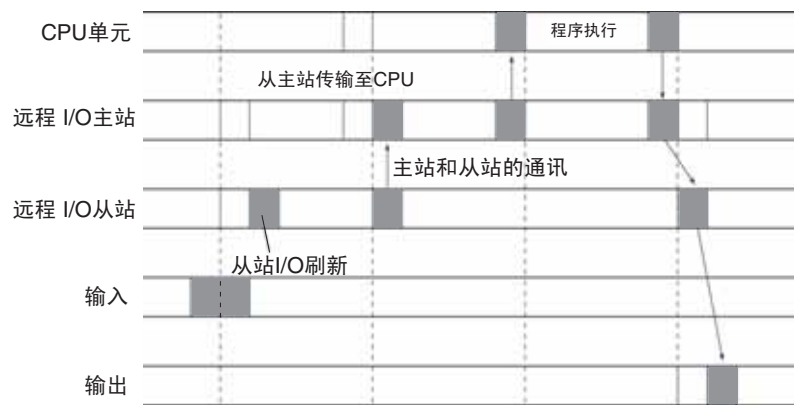 CPU单元
程序执行
从主站传输至CPU
远程 I/O主站
主站和从站的通讯
远程 I/O从站
从站I/O刷新
输入
输出